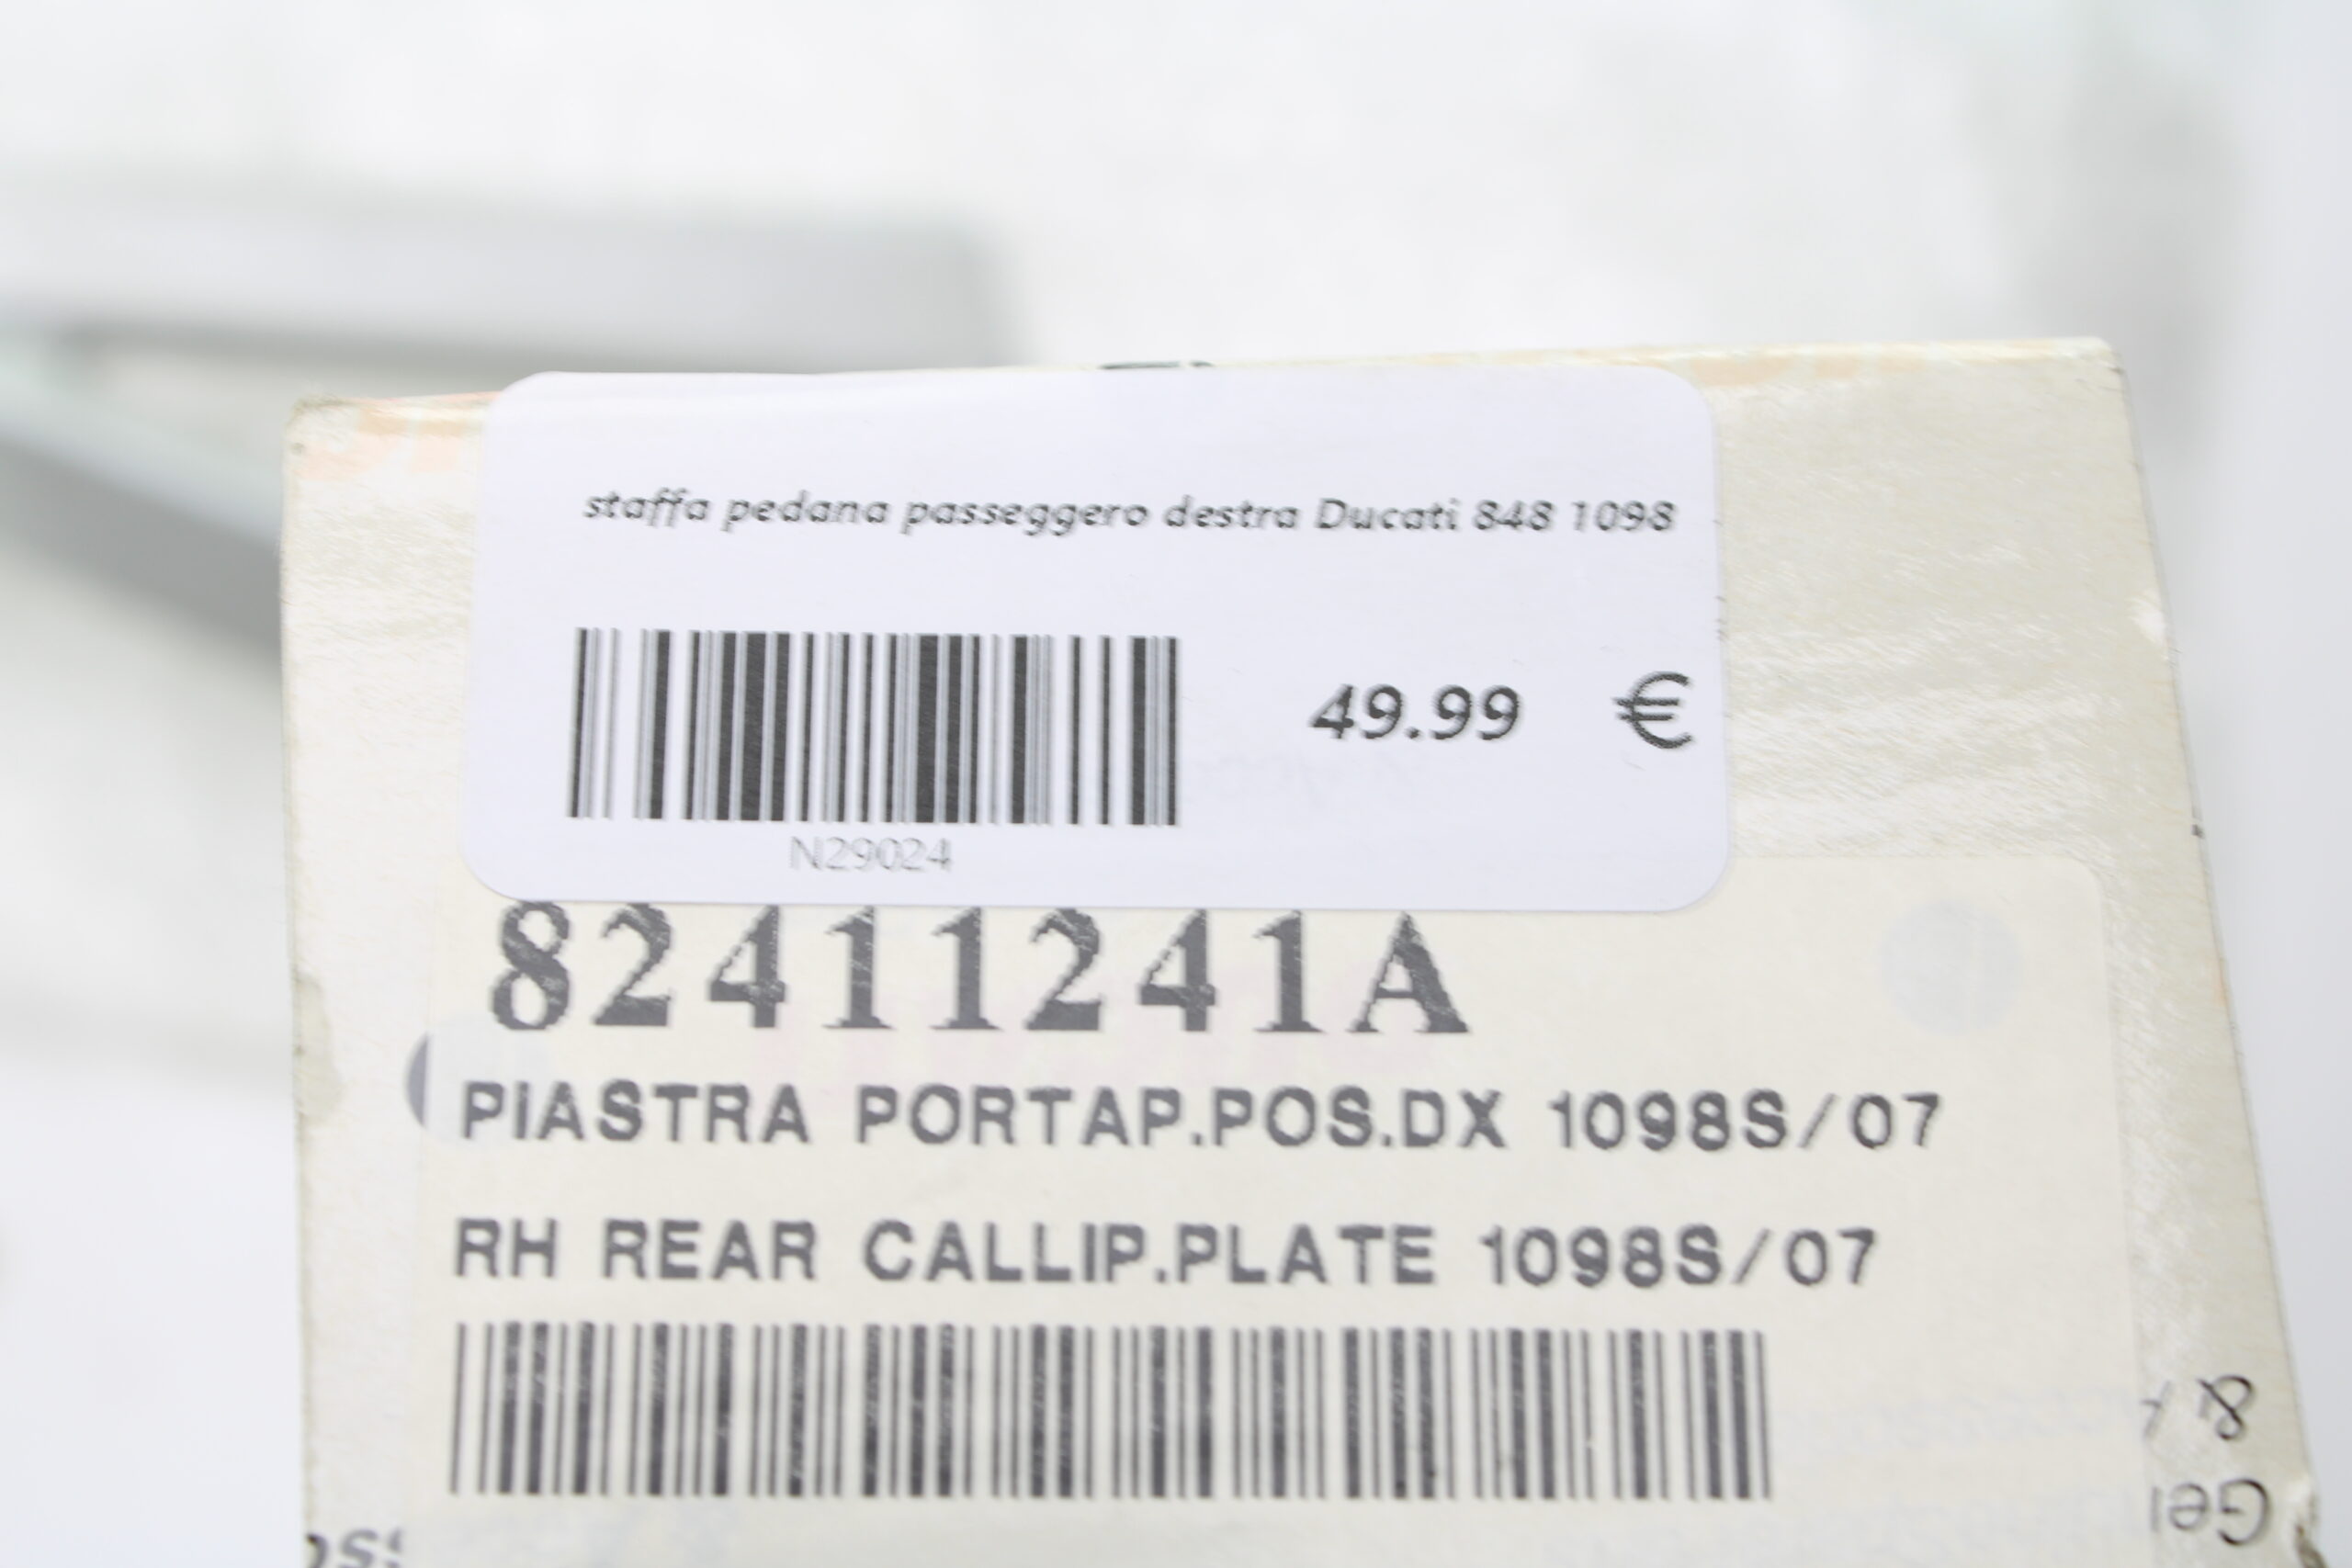 staffa pedana passeggero destra Ducati 848 1098
49.99 €
N29024
82411241A
PIASTRA PORTAP.POS.DX 1098S/07
RH REAR CALLIP.PLATE 1098S/07
&
Gel